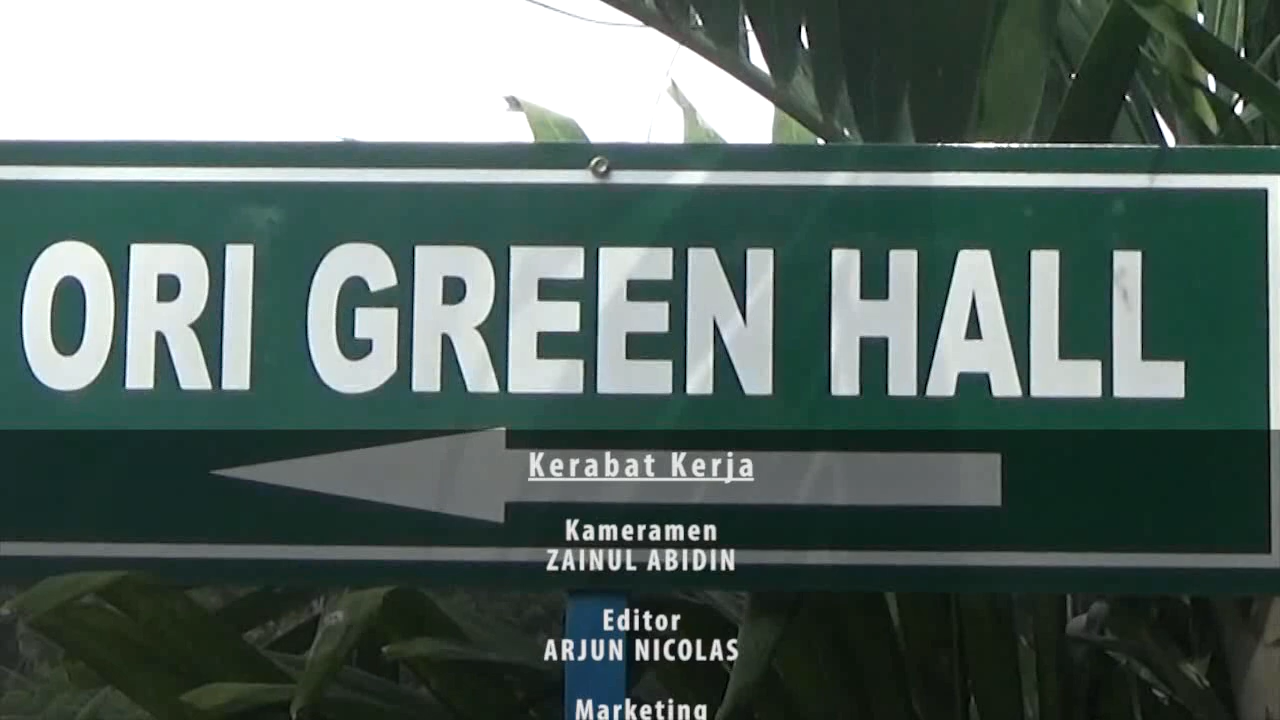 ORI GREEN HALL
Kerabat Kerja
Kameramen
ZAINUL ABIDIN
Editor
ARJUN NICOLAS
Marketing